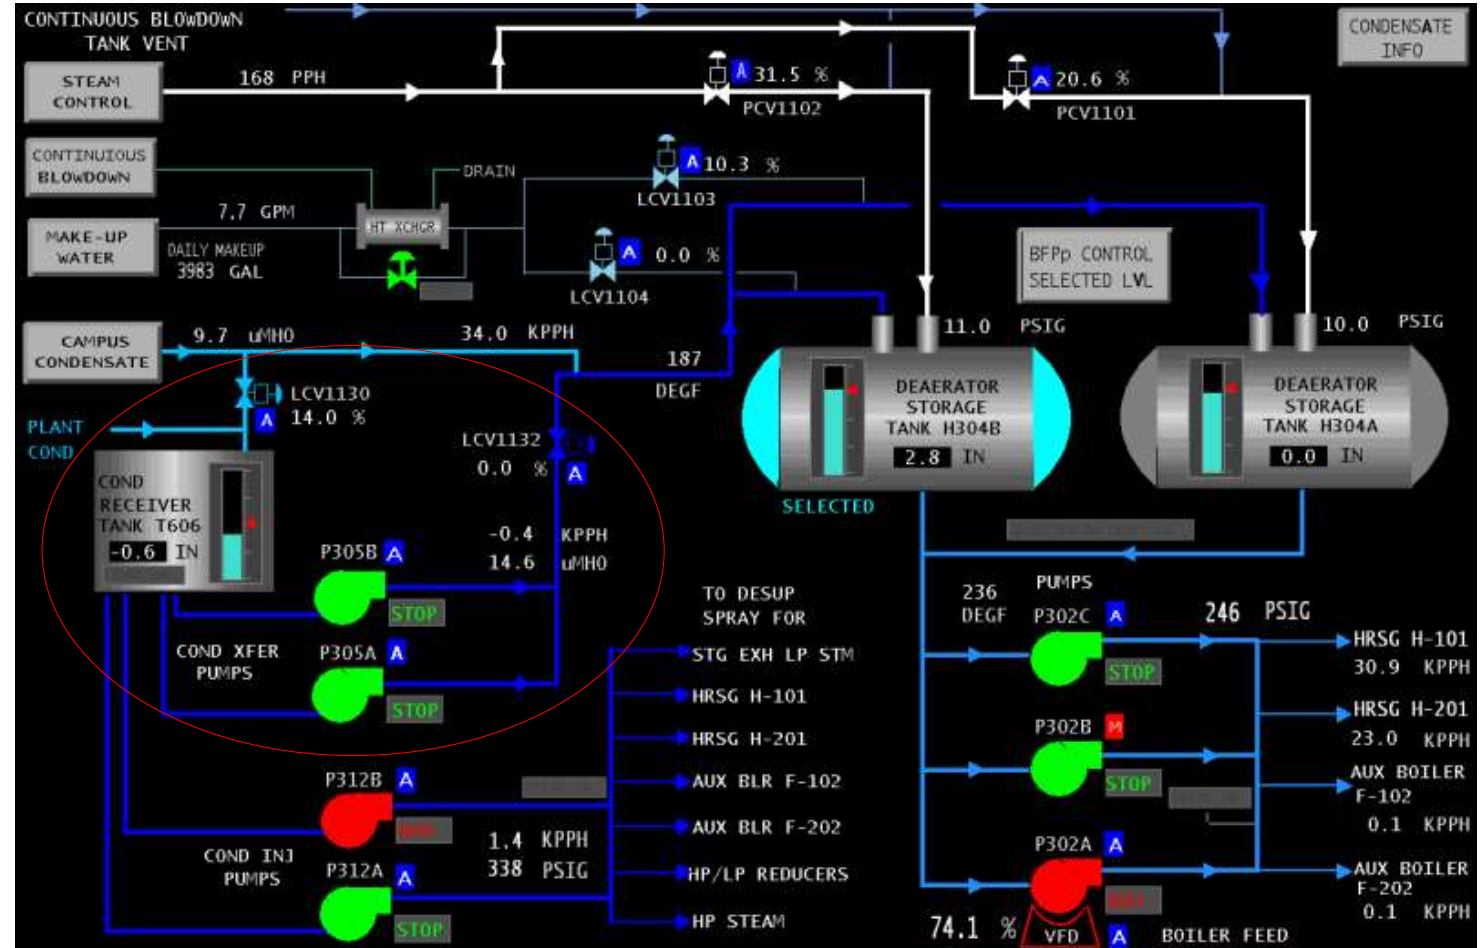 CONTINUOUS BLOWDOWN
TANK VENT
CONDENSATE
INFO
STEAM
CONTROL
168 PPH
A 31.5 %
PCV1102
A 20.6 %
PCV1101
CONTINUIOUS
BLOWDOWN
DRAIN
A 10.3 %
LCV1103
MAKE-UP
WATER
7.7 GPM
DAILY MAKEUP
3983 GAL
HT XCHGR
A 0.0 %
LCV1104
BFPp CONTROL
SELECTED LVL
CAMPUS
CONDENSATE
9.7 uMHO
34.0 KPPH
187
DEGF
11.0 PSIG
10.0 PSIG
LCV1130
A 14.0 %
PLANT
COND
LCV1132
0.0 %
A
DEAERATOR
STORAGE
TANK H304B
2.8 IN
SELECTED
DEAERATOR
STORAGE
TANK H304A
0.0 IN
COND
RECEIVER
TANK T606
-0.6 IN
-0.4 KPPH
14.6 uMHO
P305B A
STOP
COND XFER
PUMPS
P305A A
STOP
TO DESUP
SPRAY FOR
STG EXH LP STM
HRSG H-101
HRSG H-201
AUX BLR F-102
AUX BLR F-202
HP/LP REDUCERS
HP STEAM
P312B A
COND INJ
PUMPS
P312A A
STOP
1.4 KPPH
338 PSIG
236
DEGF
PUMPS
P302C A
STOP
246 PSIG
P302B M
STOP
P302A A
74.1 %
VFD
A
BOILER FEED
HRSG H-101
30.9 KPPH
HRSG H-201
23.0 KPPH
AUX BOILER
F-102
0.1 KPPH
AUX BOILER
F-202
0.1 KPPH